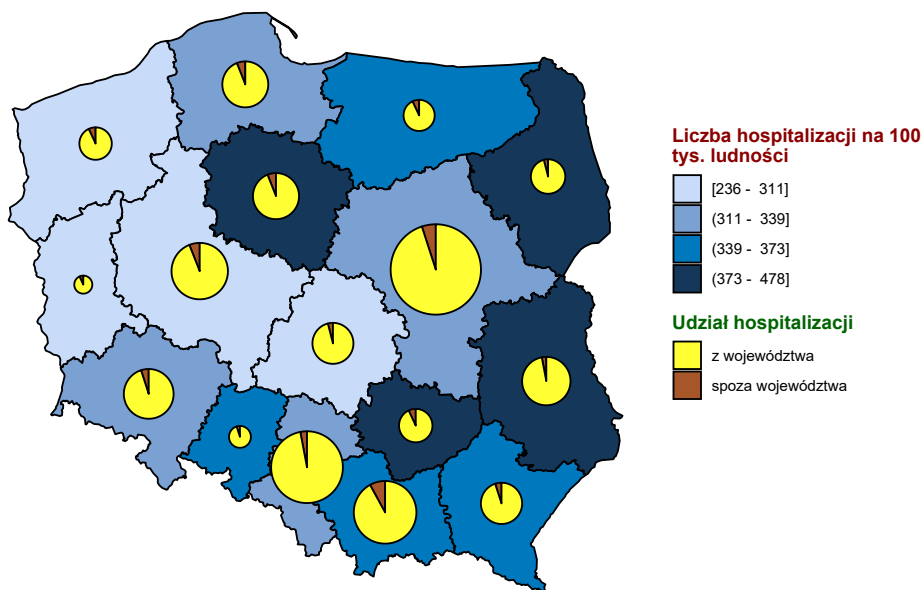 Liczba hospitalizacji na 100
tys. ludności
[236 - 311]
(311 - 339]
(339 - 373]
(373 - 478]
Udział hospitalizacji
z województwa
spoza województwa